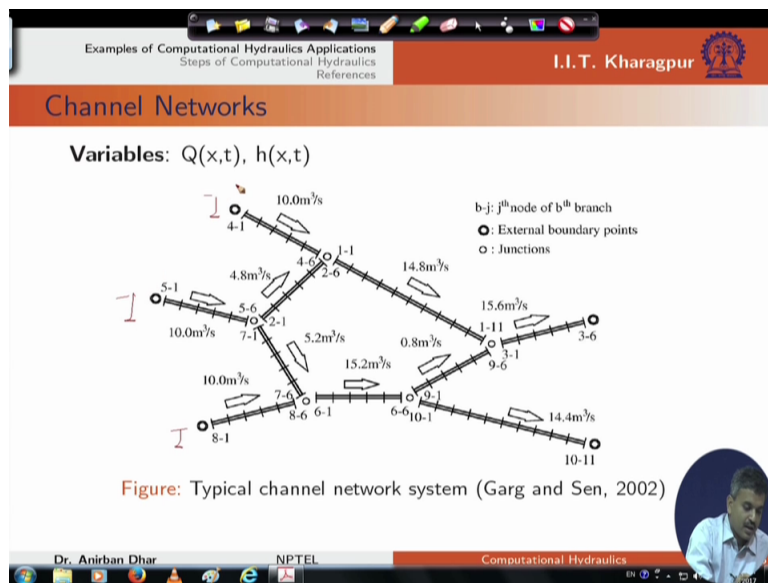 Examples of Computational Hydraulics Applications
Steps of Computational Hydraulics
References
I.I.T. Kharagpur
Channel Networks
Variables: Q(x,t), h(x,t)
I
4-1
10.0m³/s
b-j: jᵗʰ node of bᵗʰ branch
: External boundary points
: Junctions
4-6
1-1
2-6
4.8m³/s
14.8m³/s
I
5-1
5-6
2-1
7-1
10.0m³/s
5.2m³/s
15.6m³/s
1-11
3-1
9-6
3-6
0.8m³/s
15.2m³/s
10.0m³/s
7-6
8-6
6-1
6-6
9-1
10-1
14.4m³/s
I
8-1
10-11
Figure: Typical channel network system (Garg and Sen, 2002)
Dr. Anirban Dhar
NPTEL
Computational Hydraulics
EN
2017